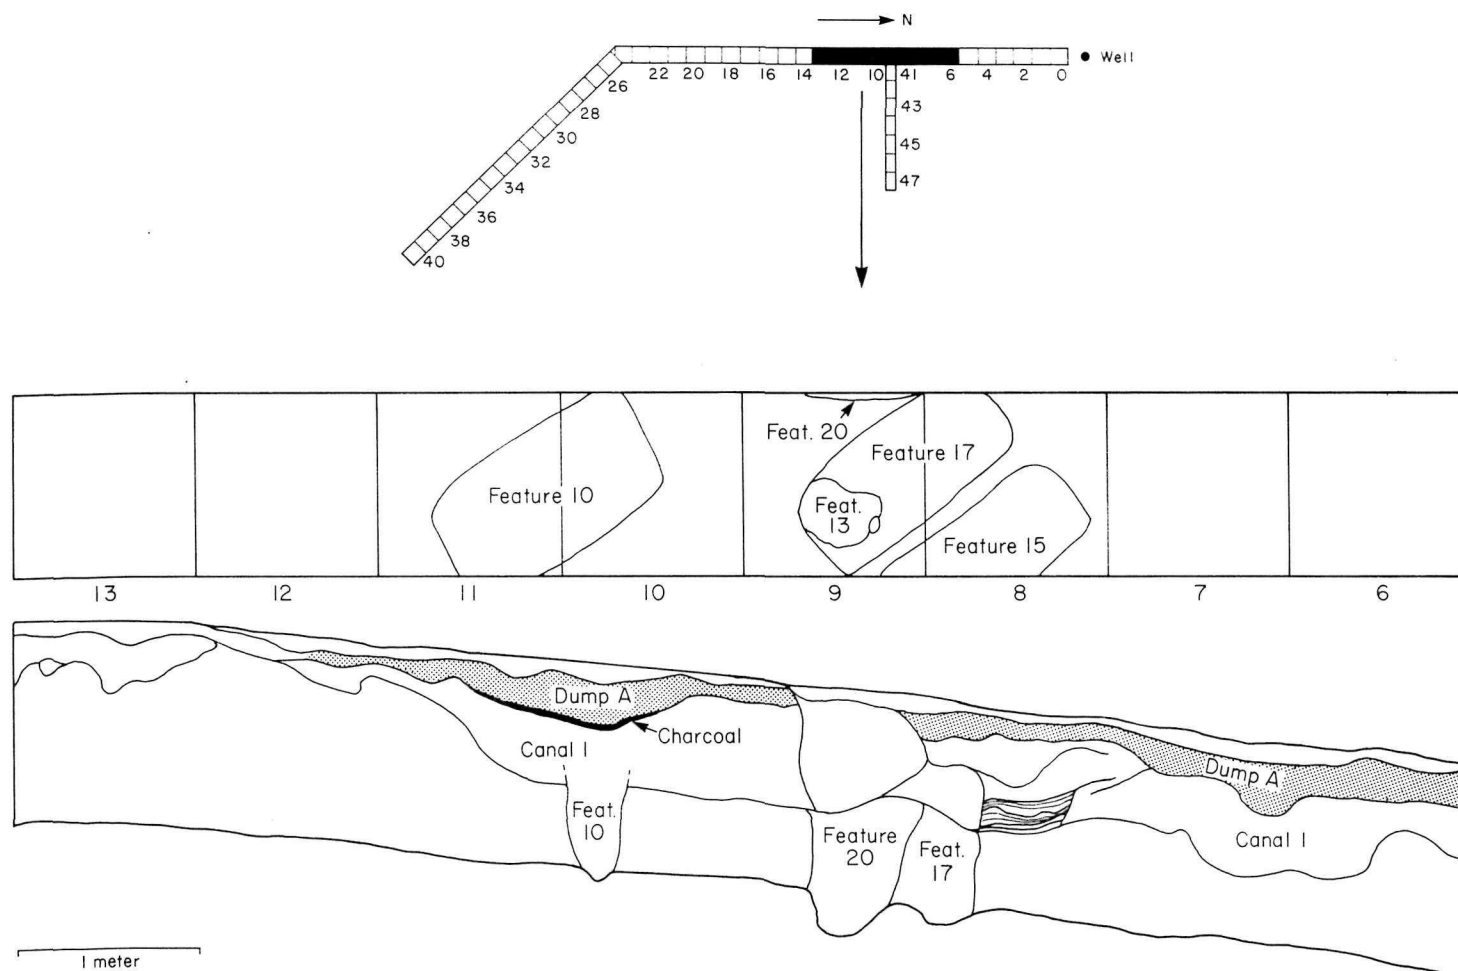 N
Well
22 20 18 16 14 12 10 41 6 4 2 0
26
43
28
30
45
32
47
34
36
38
40
Feat. 20
Feature 17
Feature 10
Feat.
13
Feature 15
13 12 11 10 9 8 7 6
Dump A
Charcoal
Canal 1
Dump A
Feat.
10
Feature
20
Feat.
17
Canal 1
1 meter